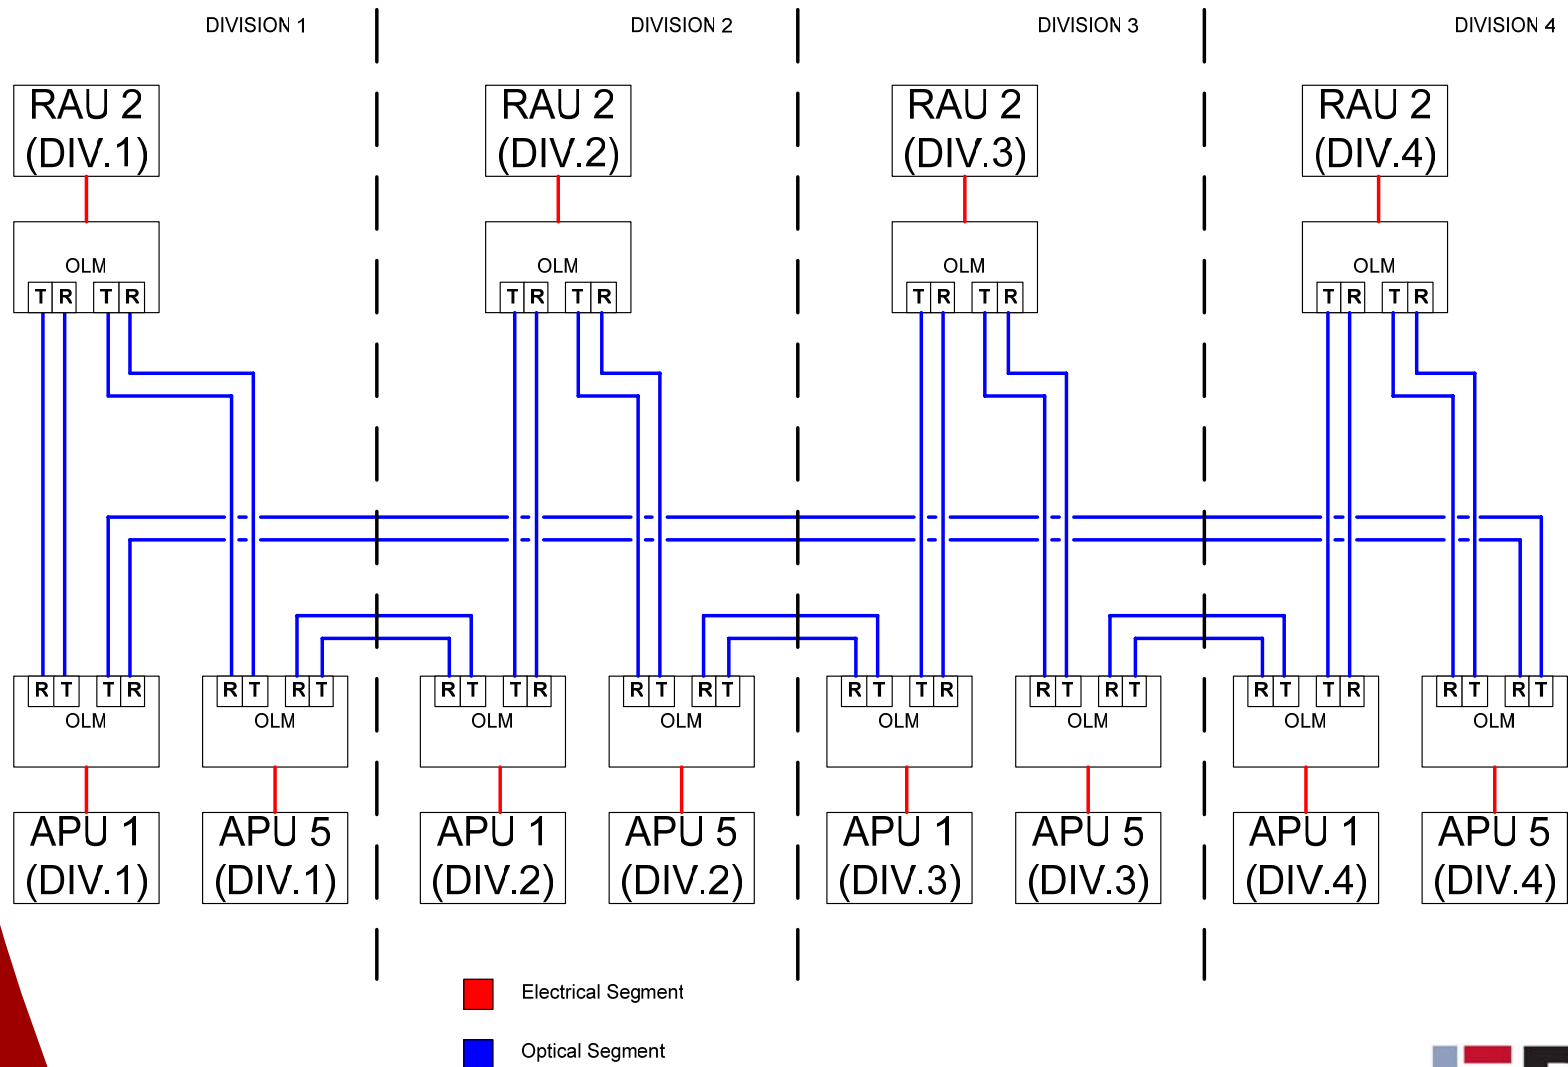 DIVISION 1 DIVISION 2 DIVISION 3 DIVISION 4
RAU 2 RAU 2 RAU 2 RAU 2
(DIV.1) (DIV.2) (DIV.3) (DIV.4)
OLM OLM OLM OLM
T R T R T R T R T R T R T R T R
R T T R R T R T R T T R R T R T R T T R R T R T R T T R R T R T
OLM OLM OLM OLM OLM OLM OLM OLM
APU 1 APU 5 APU 1 APU 5 APU 1 APU 5 APU 1 APU 5
(DIV.1) (DIV.1) (DIV.2) (DIV.2) (DIV.3) (DIV.3) (DIV.4) (DIV.4)
Electrical Segment
Optical Segment